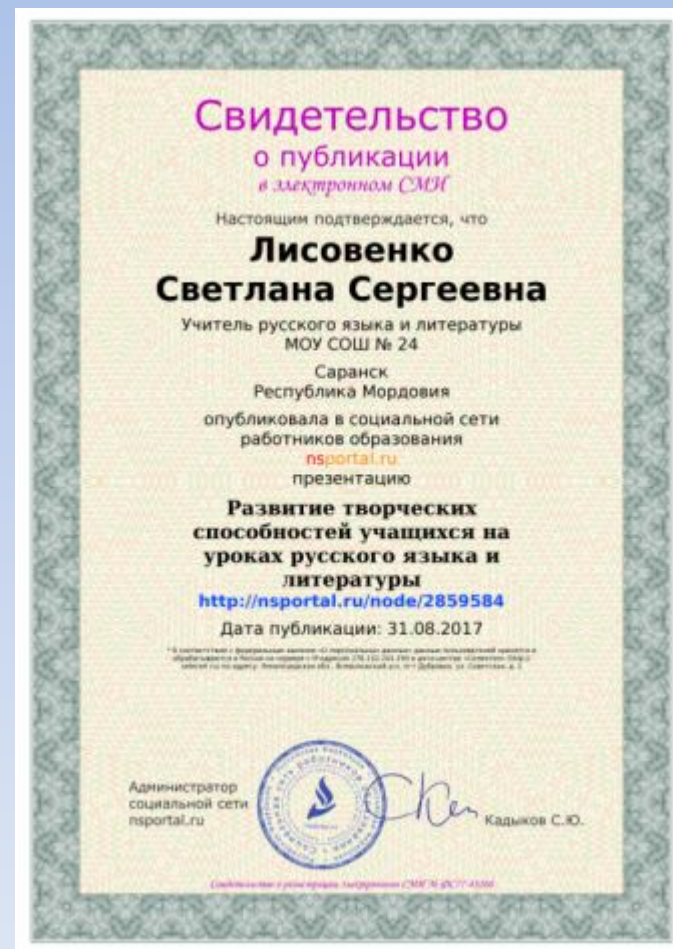 Свидетельство
о публикации
в электронном СМИ
Настоящим подтверждается, что
Лисовенко
Светлана Сергеевна
Учитель русского языка и литературы
МОУ СОШ № 24
Саранск
Республика Мордовия
опубликовала в социальной сети
работников образования
nsportal.ru
презентацию
Развитие творческих
способностей учащихся на
уроках русского языка и
литературы
http://nsportal.ru/node/2859584
Дата публикации: 31.08.2017
Администратор
социальной сети
nsportal.ru
Кадыков С.Ю.